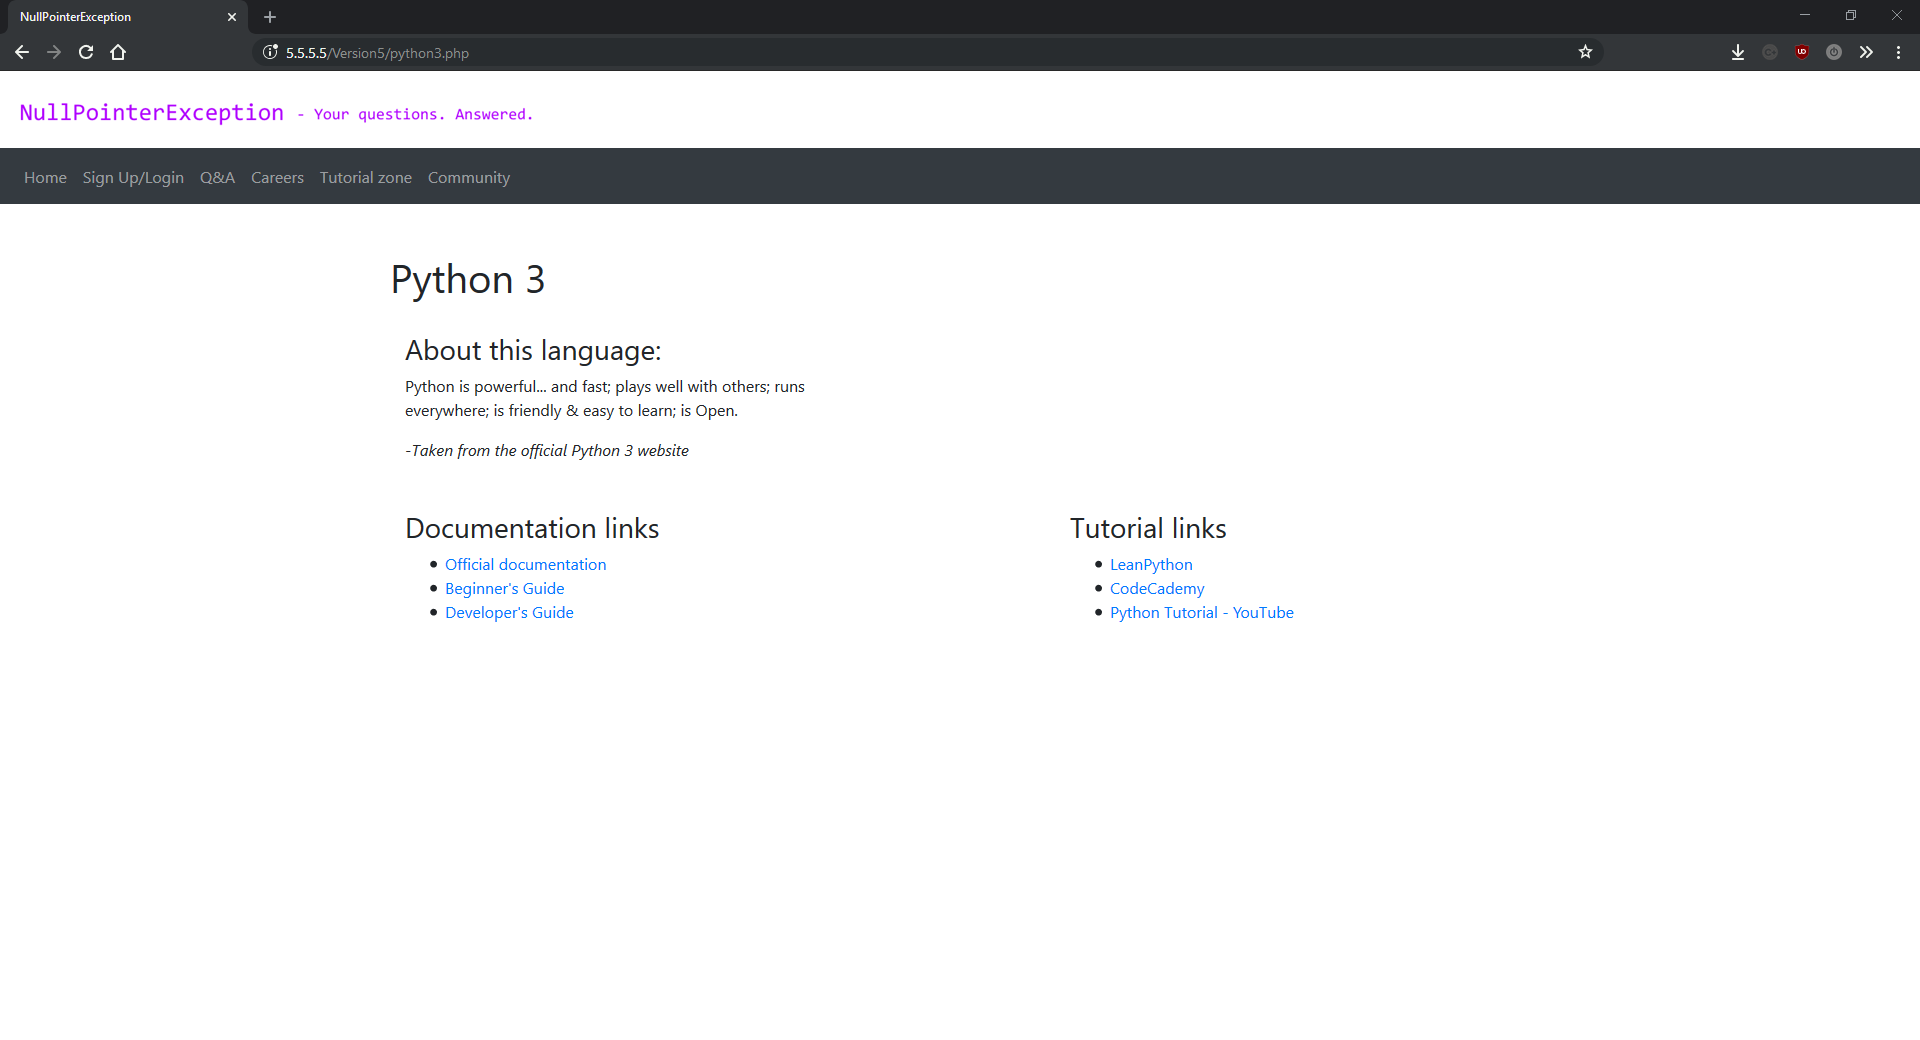 NullPointerException
5.5.5.5/Version5/python3.php
NullPointerException - Your questions. Answered.
Home Sign Up/Login Q&A Careers Tutorial zone Community
Python 3
About this language:
Python is powerful... and fast; plays well with others; runs
everywhere; is friendly & easy to learn; is Open.
-Taken from the official Python 3 website
Documentation links
Official documentation
Beginner's Guide
Developer's Guide
Tutorial links
LeanPython
CodeCademy
Python Tutorial - YouTube